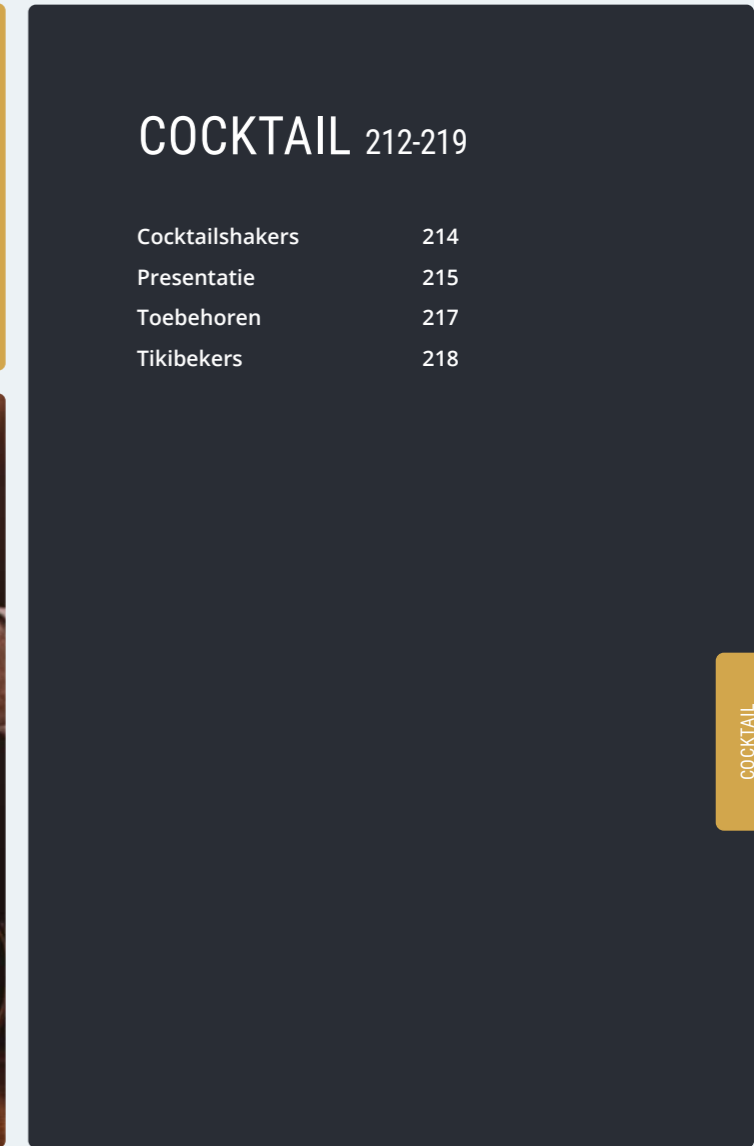 COCKTAIL 212-219
Cocktailshakers 214
Presentatie 215
Toebehoren 217
Tikibekers 218
COCKTAIL